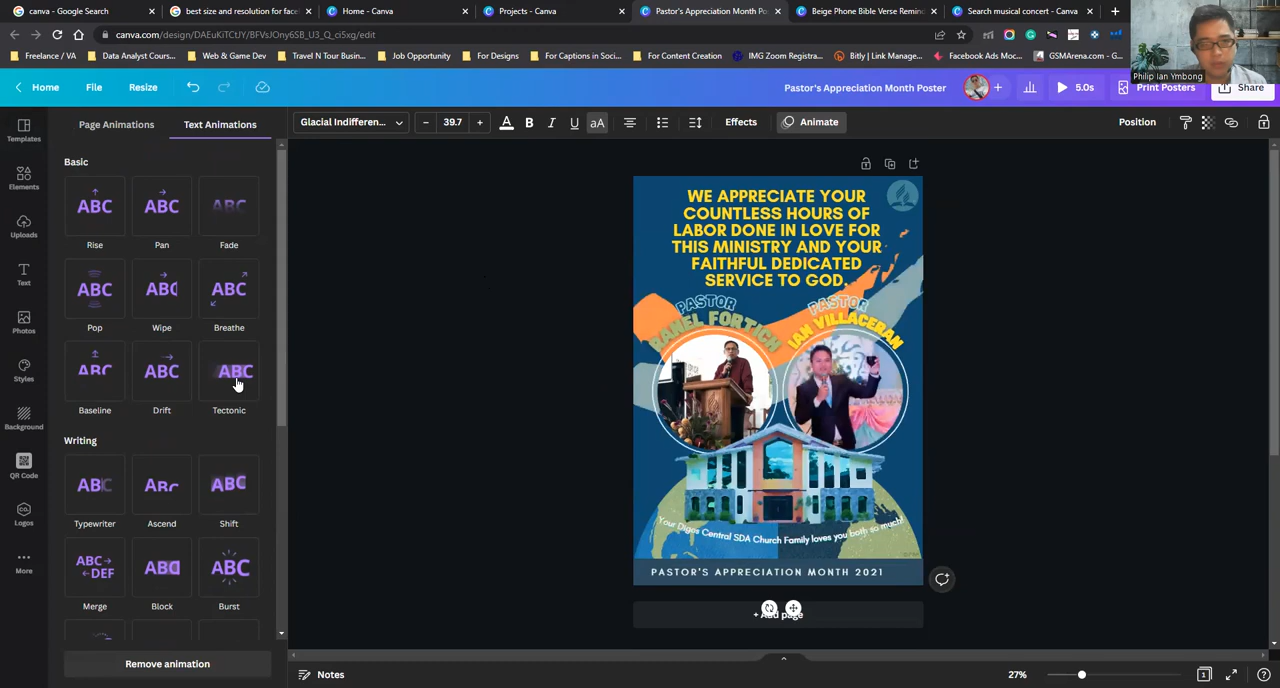 canva - Google Search
best size and resolution for facel
Home - Canva
Projects - Canva
Pastor's Appreciation Month Po
Beige Phone Bible Verse Remin
Search musical concert - Canva
canva.com/design/DAEuKiTCtJY/BFVsJOny6SB_U3_Q_ci5xg/edit
Freelance / VA
Data Analyst Cours...
Web & Game Dev
Travel N Tour Busin...
Job Opportunity
For Designs
For Captions in Soci...
For Content Creation
IMG Zoom Registra...
Bitly | Link Manage...
Facebook Ads Moc...
GSMArena.com - G...
Philip Ian Ymbong
Home
File
Resize
Pastor's Appreciation Month Poster
5.0s
Print Posters
Share
Templates
Elements
Uploads
Text
Photos
Styles
Background
QR Code
Logos
More
Page Animations
Text Animations
Glacial Indifferen...
39.7
Effects
Animate
Position
Basic
ABC ABC ABC
Rise Pan Fade
ABC ABC ABC
Pop Wipe Breathe
ABC ABC ABC
Baseline Drift Tectonic
Writing
ABC ABC ABC
Typewriter Ascend Shift
ABC DEF ABC ABC
Merge Block Burst
Remove animation
WE APPRECIATE YOUR
COUNTLESS HOURS OF
LABOR DONE IN LOVE FOR
THIS MINISTRY AND YOUR
FAITHFUL DEDICATED
SERVICE TO GOD.
PASTOR
RANEL FORTICH
PASTOR
IAN VILLACERAN
Your Digos Central SDA Church Family loves you both so much!
PASTOR'S APPRECIATION MONTH 2021
+ Add page
Notes
27%
1